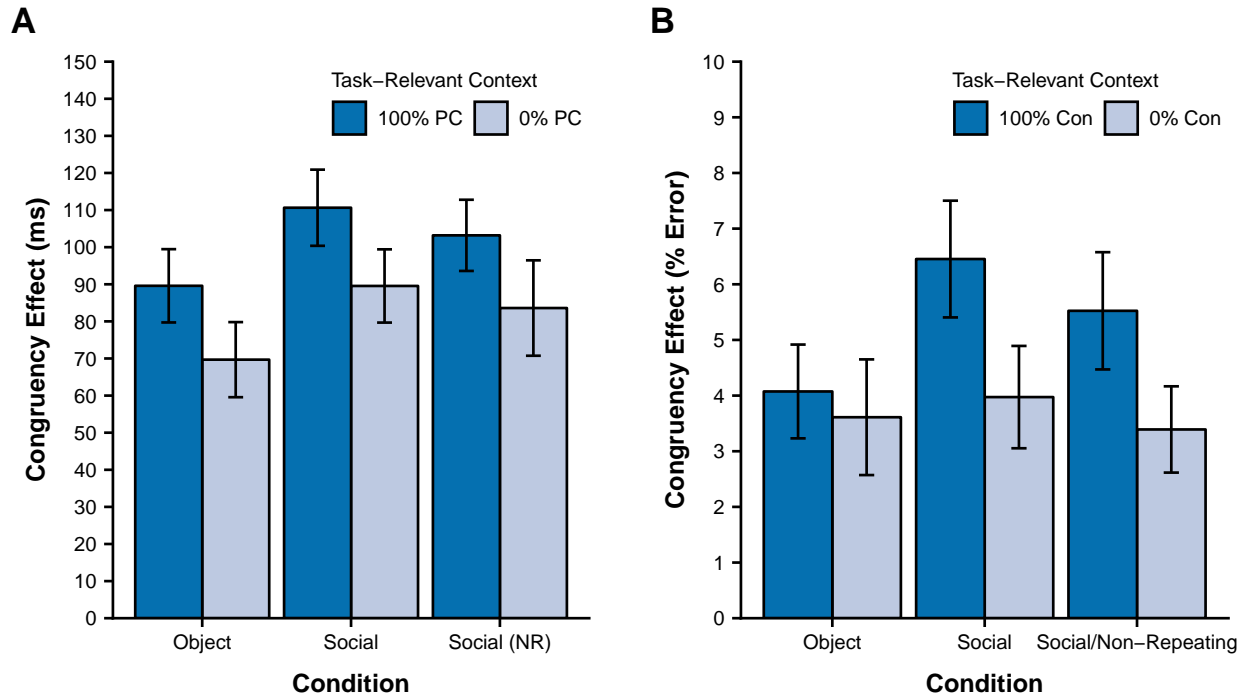 A
Congruency Effect (ms)
150
140
130
120
110
100
90
80
70
60
50
40
30
20
10
0
Task−Relevant Context
100% PC
0% PC
Object
Social
Social (NR)
Condition
B
Congruency Effect (% Error)
10
9
8
7
6
5
4
3
2
1
0
Task−Relevant Context
100% Con
0% Con
Object
Social
Social/Non−Repeating
Condition